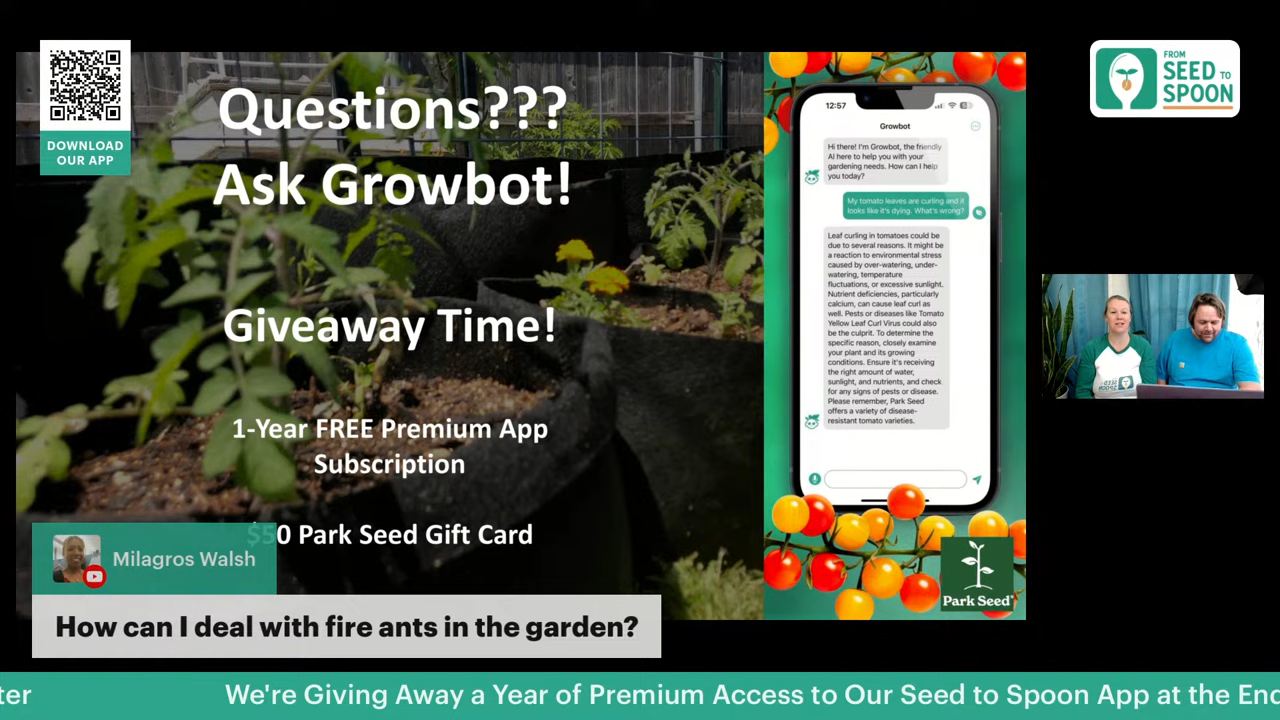 DOWNLOAD
OUR APP
Questions???
Ask Growbot!
Giveaway Time!
1-Year FREE Premium App
Subscription
$50 Park Seed Gift Card
12:57
Growbot
Hi there! I'm Growbot, the friendly
AI here to help you with your
gardening needs. How can I help
you today?
My tomato leaves are curling and it
looks like it's dying. What's wrong?
Leaf curling in tomatoes could be
due to several reasons. It might be
a reaction to environmental stress
caused by over-watering, under-
watering, temperature
fluctuations, or excessive sunlight.
Nutrient deficiencies, particularly
calcium, can cause leaf curl as
well. Pests or diseases like Tomato
Yellow Leaf Curl Virus could also
be the culprit. To determine the
specific reason, closely examine
your plant and its growing
conditions. Ensure it's receiving
the right amount of water,
sunlight, and nutrients, and check
for any signs of pests or disease.
Please remember, Park Seed
offers a variety of disease-
resistant tomato varieties.
Park Seed
FROM
SEED TO
SPOON
Milagros Walsh
How can I deal with fire ants in the garden?
ter We're Giving Away a Year of Premium Access to Our Seed to Spoon App at the End